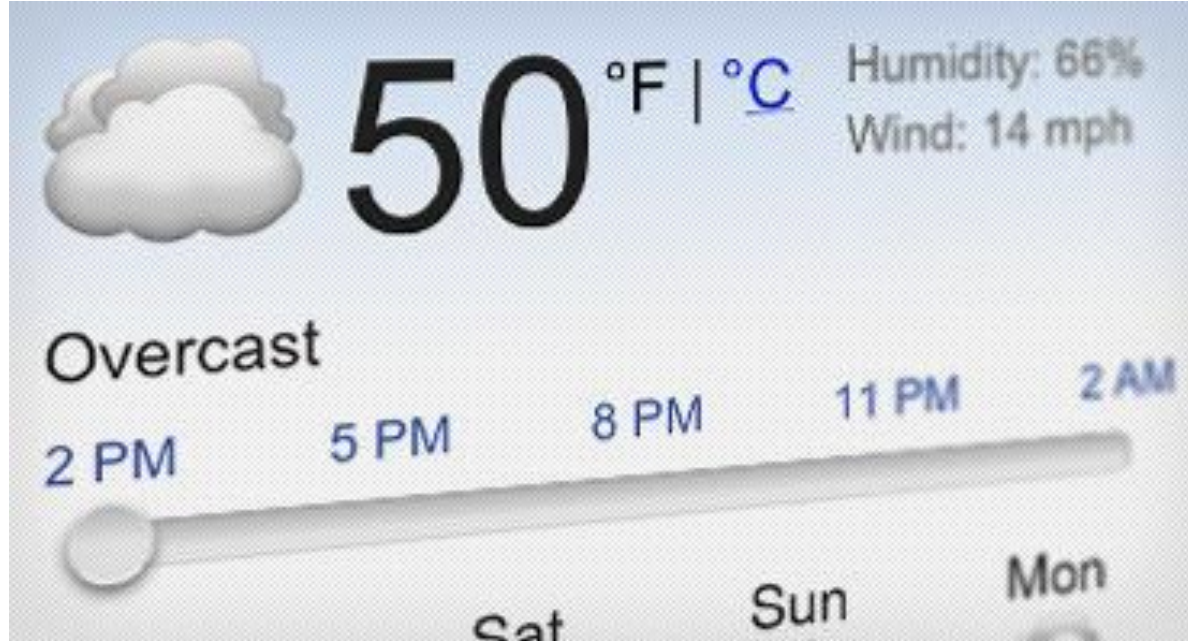 50 °F | °C
Humidity: 66%
Wind: 14 mph
Overcast
2 PM 5 PM 8 PM 11 PM 2 AM
Sat Sun Mon